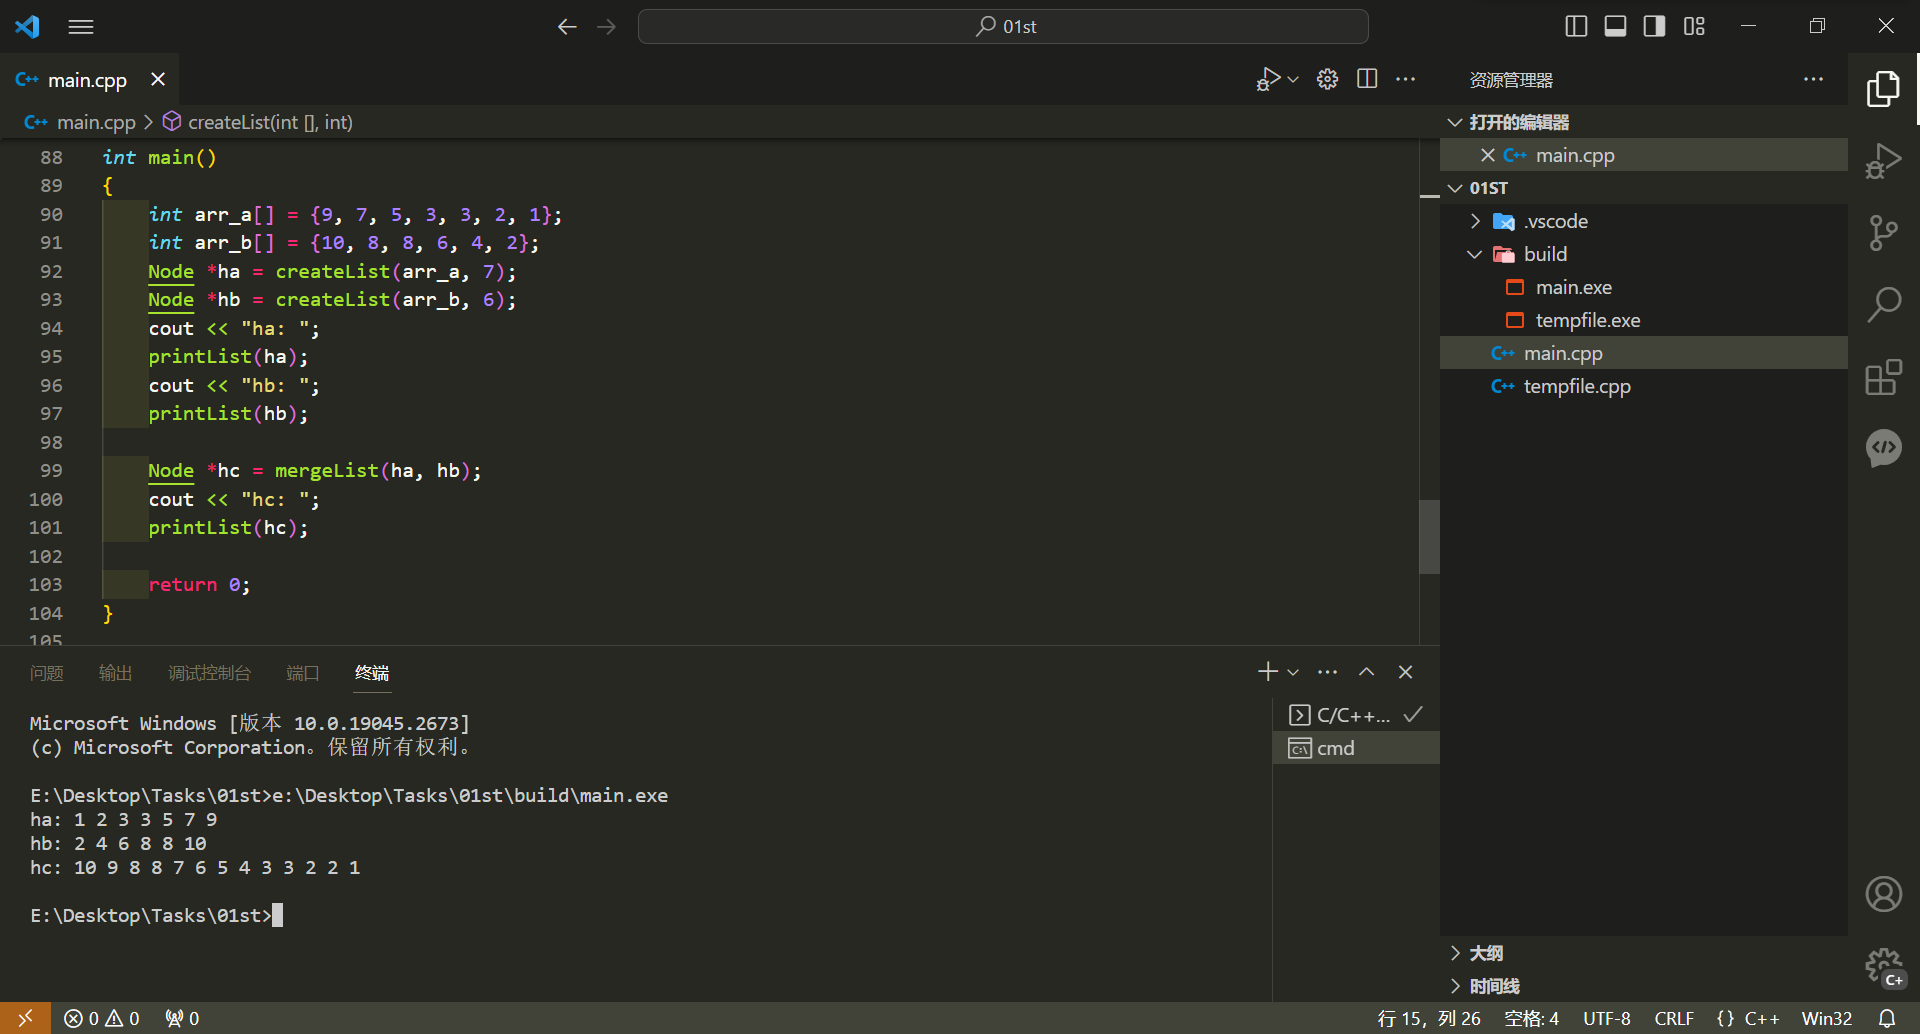 01st
C++ main.cpp
资源管理器
C++ main.cpp > createList(int [], int)
打开的编辑器
C++ main.cpp
01ST
.vscode
build
main.exe
tempfile.exe
C++ main.cpp
C++ tempfile.cpp
88 int main()
89 {
90 int arr_a[] = {9, 7, 5, 3, 3, 2, 1};
91 int arr_b[] = {10, 8, 8, 6, 4, 2};
92 Node *ha = createList(arr_a, 7);
93 Node *hb = createList(arr_b, 6);
94 cout << "ha: ";
95 printList(ha);
96 cout << "hb: ";
97 printList(hb);
98
99 Node *hc = mergeList(ha, hb);
100 cout << "hc: ";
101 printList(hc);
102
103 return 0;
104 }
105
问题 输出 调试控制台 端口 终端
C/C++...
cmd
Microsoft Windows [版本 10.0.19045.2673]
(c) Microsoft Corporation。保留所有权利。
E:\Desktop\Tasks\01st>e:\Desktop\Tasks\01st\build\main.exe
ha: 1 2 3 3 5 7 9
hb: 2 4 6 8 8 10
hc: 10 9 8 8 7 6 5 4 3 3 2 2 1
E:\Desktop\Tasks\01st>
大纲
时间线
C+
0 0 0
行 15，列 26 空格: 4 UTF-8 CRLF {} C++ Win32